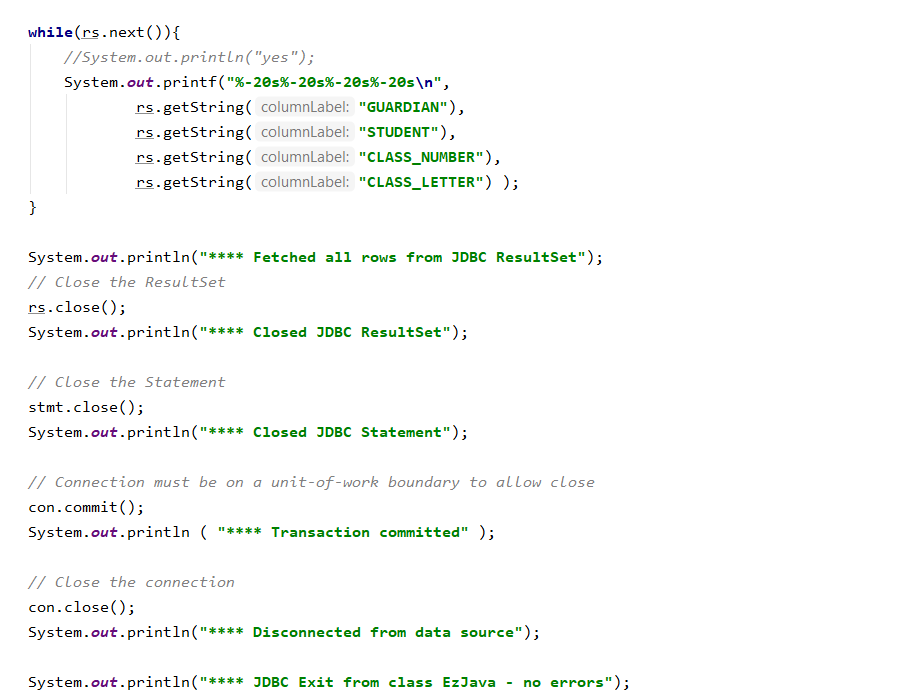 while(rs.next()){
//System.out.println("yes");
System.out.printf("%-20s%-20s%-20s%-20s\n",
rs.getString( columnLabel: "GUARDIAN"),
rs.getString( columnLabel: "STUDENT"),
rs.getString( columnLabel: "CLASS_NUMBER"),
rs.getString( columnLabel: "CLASS_LETTER") );
}
System.out.println("**** Fetched all rows from JDBC ResultSet");
// Close the ResultSet
rs.close();
System.out.println("**** Closed JDBC ResultSet");
// Close the Statement
stmt.close();
System.out.println("**** Closed JDBC Statement");
// Connection must be on a unit-of-work boundary to allow close
con.commit();
System.out.println ( "**** Transaction committed" );
// Close the connection
con.close();
System.out.println("**** Disconnected from data source");
System.out.println("**** JDBC Exit from class EzJava - no errors");